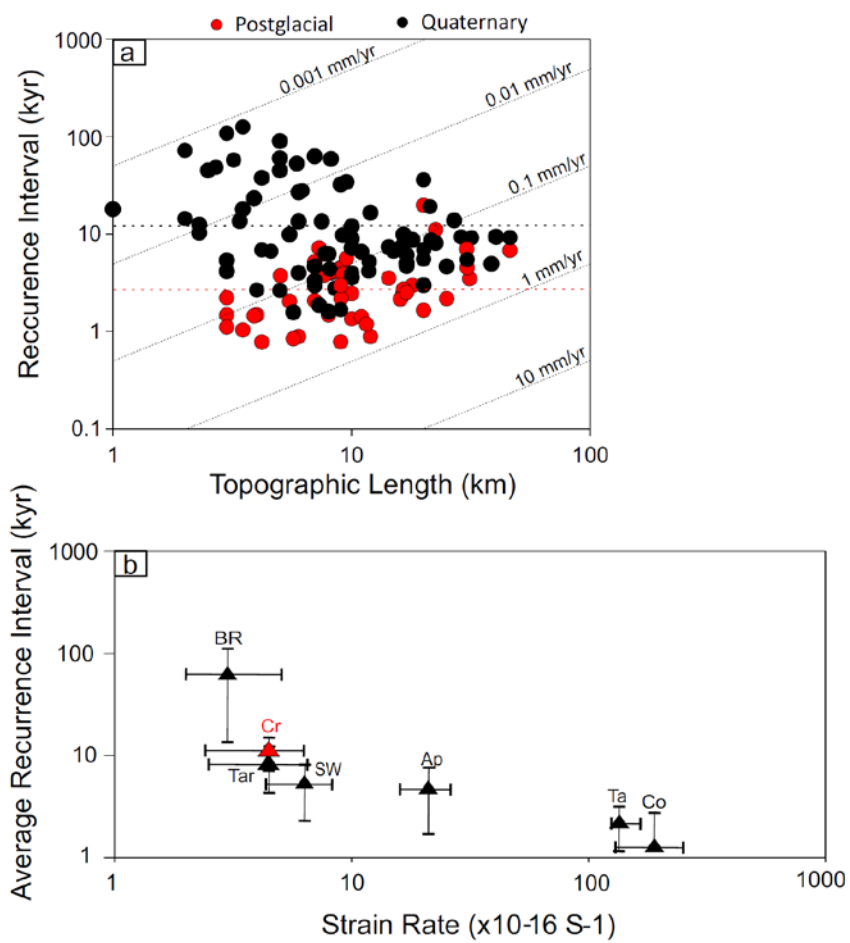 Postglacial Quaternary
a
1000
100
10
1
0.1
Reccurence Interval (kyr)
0.001 mm/yr
0.01 mm/yr
0.1 mm/yr
1 mm/yr
10 mm/yr
1 10 100
Topographic Length (km)
b
1000
100
10
1
Average Recurrence Interval (kyr)
BR
Cr
Tar
SW
Ap
Ta
Co
1 10 100 1000
Strain Rate (x10-16 S-1)